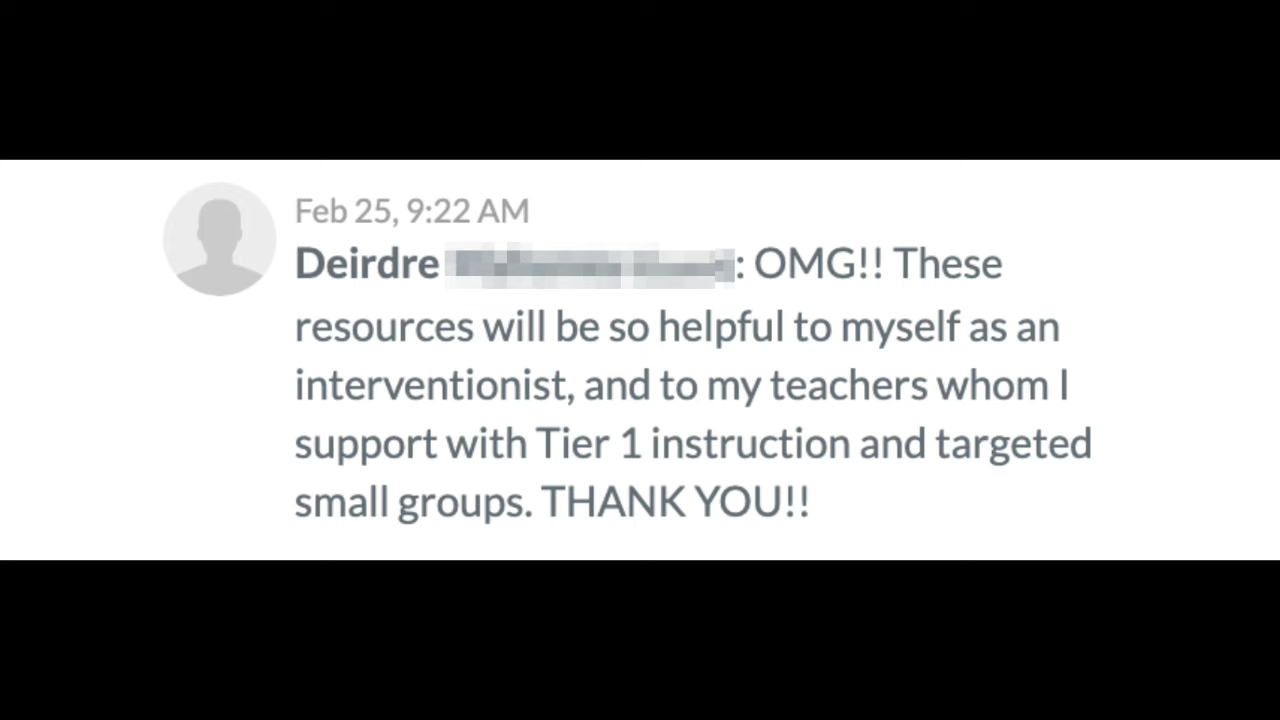 Feb 25, 9:22 AM
Deirdre : OMG!! These
resources will be so helpful to myself as an
interventionist, and to my teachers whom I
support with Tier 1 instruction and targeted
small groups. THANK YOU!!